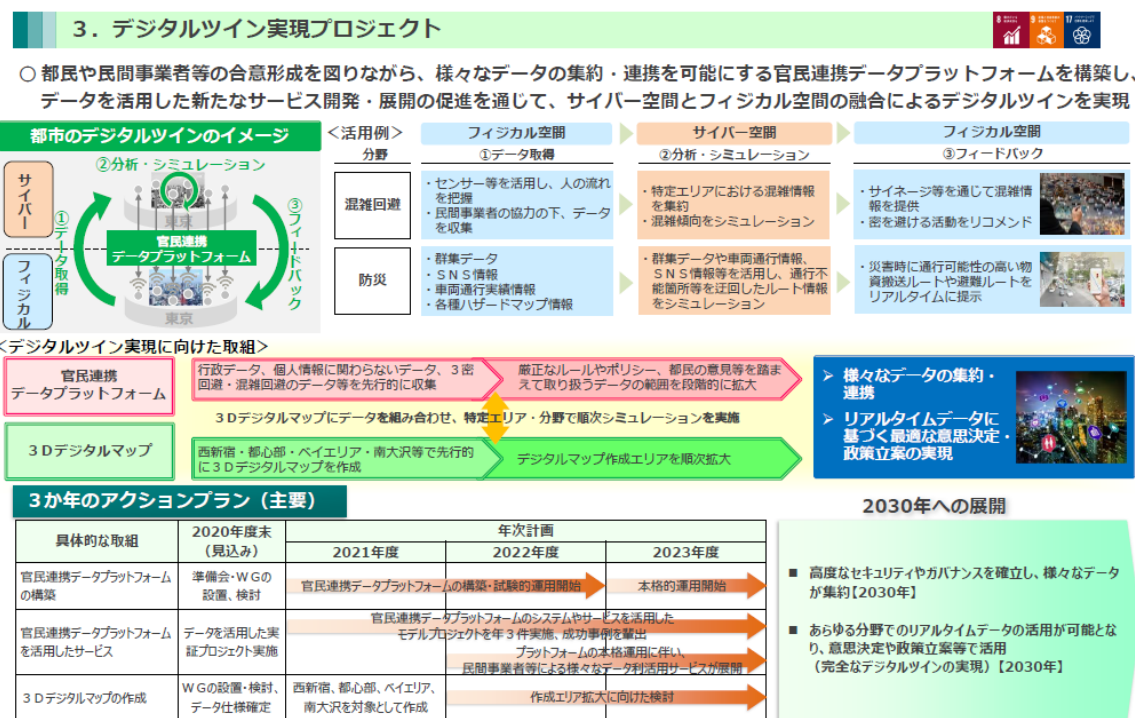 3．デジタルツイン実現プロジェクト
8
9
17
○ 都民や民間事業者等の合意形成を図りながら、様々なデータの集約・連携を可能にする官民連携データプラットフォームを構築し、
データを活用した新たなサービス開発・展開の促進を通じて、サイバー空間とフィジカル空間の融合によるデジタルツインを実現
都市のデジタルツインのイメージ
サイバー
フィジカル
②分析・シミュレーション
①データ取得
③フィードバック
東京
官民連携
データプラットフォーム
東京
＜活用例＞
フィジカル空間
サイバー空間
フィジカル空間
分野
①データ取得
②分析・シミュレーション
③フィードバック
混雑回避
・センサー等を活用し、人の流れ
を把握
・民間事業者の協力の下、データ
を収集
・特定エリアにおける混雑情報
を集約
・混雑傾向をシミュレーション
・サイネージ等を通じて混雑情
報を提供
・密を避ける活動をリコメンド
防災
・群集データ
・ＳＮＳ情報
・車両通行実績情報
・各種ハザードマップ情報
・群集データや車両通行情報、
ＳＮＳ情報等を活用し、通行不
能箇所等を迂回したルート情報
をシミュレーション
・災害時に通行可能性の高い物
資搬送ルートや避難ルートを
リアルタイムに提示
＜デジタルツイン実現に向けた取組＞
官民連携
データプラットフォーム
行政データ、個人情報に関わらないデータ、３密
回避・混雑回避のデータ等を先行的に収集
厳正なルールやポリシー、都民の意見等を踏ま
えて取り扱うデータの範囲を段階的に拡大
３Dデジタルマップにデータを組み合わせ、特定エリア・分野で順次シミュレーションを実施
３Ｄデジタルマップ
西新宿・都心部・ベイエリア・南大沢等で先行的
に３Ｄデジタルマップを作成
デジタルマップ作成エリアを順次拡大
➢ 様々なデータの集約・
連携
➢ リアルタイムデータに
基づく最適な意思決定・
政策立案の実現
３か年のアクションプラン（主要）
具体的な取組
2020年度末
（見込み）
年次計画
2021年度
2022年度
2023年度
官民連携データプラットフォーム
の構築
準備会・ＷＧの
設置、検討
官民連携データプラットフォームの構築・試験的運用開始
本格的運用開始
官民連携データプラットフォーム
を活用したサービス
データを活用した実
証プロジェクト実施
官民連携データプラットフォームのシステムやサービスを活用した
モデルプロジェクトを年３件実施、成功事例を輩出
プラットフォームの本格運用に伴い、
民間事業者等による様々なデータ利活用サービスが展開
３Ｄデジタルマップの作成
ＷＧの設置・検討、
データ仕様確定
西新宿、都心部、ベイエリア、
南大沢を対象として作成
作成エリア拡大に向けた検討
2030年への展開
■ 高度なセキュリティやガバナンスを確立し、様々なデータ
が集約【2030年】
■ あらゆる分野でのリアルタイムデータの活用が可能とな
り、意思決定や政策立案等で活用
（完全なデジタルツインの実現）【2030年】